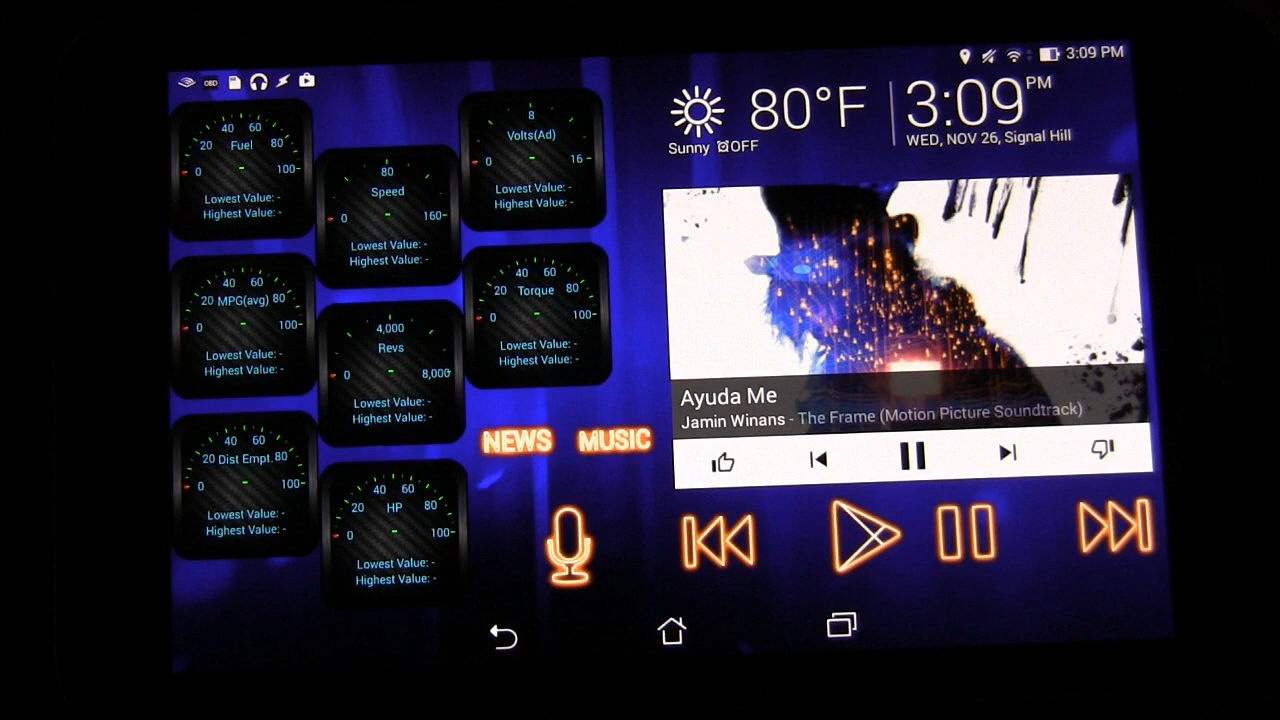 OBD
3:09 PM
40 60
20 Fuel 80
0 100
Lowest Value: -
Highest Value: -
80
Speed
0 160
Lowest Value: -
Highest Value: -
8
Volts(Ad)
0 16
Lowest Value: -
Highest Value: -
40 60
20 MPG(avg) 80
0 100
Lowest Value: -
Highest Value: -
4,000
Revs
0 8,000
Lowest Value: -
Highest Value: -
40 60
20 Torque 80
0 100
Lowest Value: -
Highest Value: -
40 60
20 Dist Empt. 80
0 100
Lowest Value: -
Highest Value: -
40 60
20 HP 80
0 100
Lowest Value: -
Highest Value: -
NEWS MUSIC
80°F
Sunny OFF
3:09 PM
WED, NOV 26, Signal Hill
Ayuda Me
Jamin Winans - The Frame (Motion Picture Soundtrack)